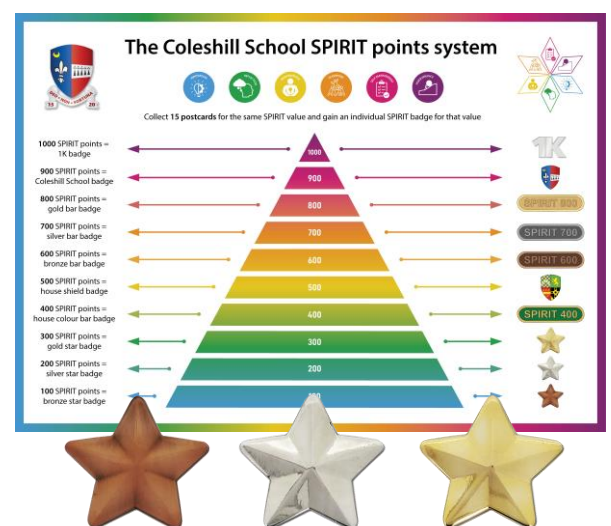 The Coleshill School SPIRIT points system
Collect 15 postcards for the same SPIRIT value and gain an individual SPIRIT badge for that value
1000 SPIRIT points =
1K badge
1000
1K
900 SPIRIT points =
Coleshill School badge
900
800 SPIRIT points =
gold bar badge
800
SPIRIT 800
700 SPIRIT points =
silver bar badge
700
SPIRIT 700
600 SPIRIT points =
bronze bar badge
600
SPIRIT 600
500 SPIRIT points =
house shield badge
500
400 SPIRIT points =
house colour bar badge
400
SPIRIT 400
300 SPIRIT points =
gold star badge
300
200 SPIRIT points =
silver star badge
200
100 SPIRIT points =
bronze star badge